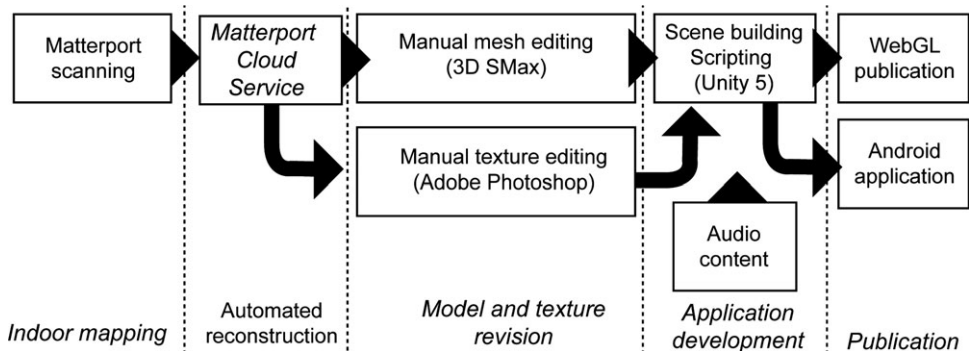 Matterport
scanning
Matterport
Cloud
Service
Manual mesh editing
(3D SMax)
Scene building
Scripting
(Unity 5)
WebGL
publication
Manual texture editing
(Adobe Photoshop)
Android
application
Audio
content
Indoor mapping
Automated
reconstruction
Model and texture
revision
Application
development
Publication